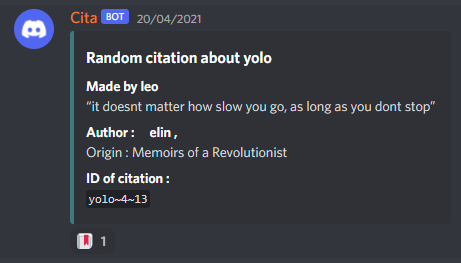 Cita BOT 20/04/2021
Random citation about yolo
Made by leo
“it doesnt matter how slow you go, as long as you dont stop”
Author : elin ,
Origin : Memoirs of a Revolutionist
ID of citation :
yolo~4~13
1